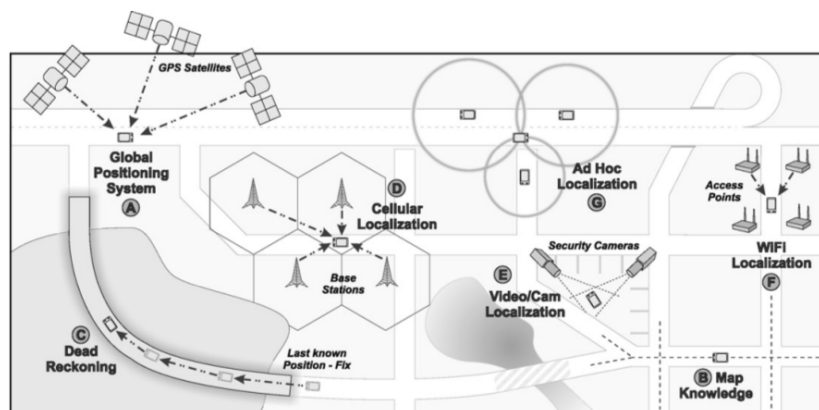 GPS Satellites
Global
Positioning
System
A
D
Cellular
Localization
Base
Stations
Ad Hoc
Localization
G
Access
Points
WIFi
Localization
F
Security Cameras
E
Video/Cam
Localization
C
Dead
Reckoning
Last known
Position - Fix
B Map
Knowledge